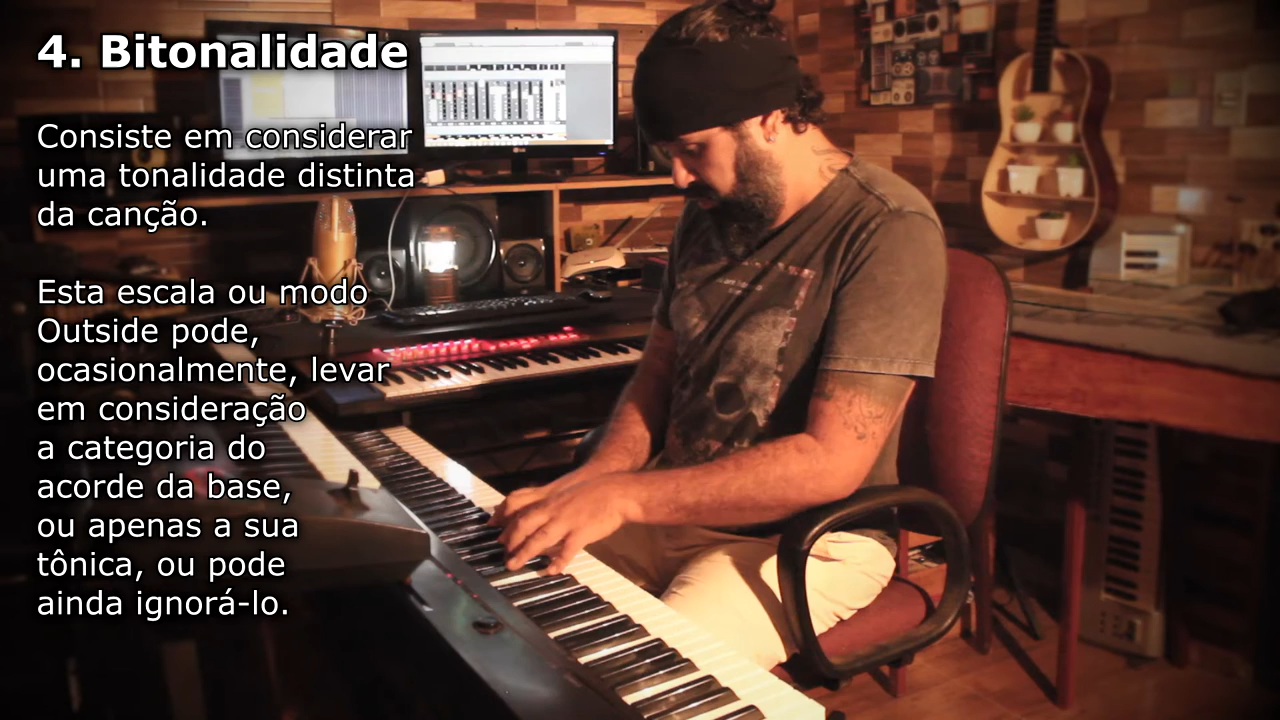 4. Bitonalidade
Consiste em considerar
uma tonalidade distinta
da canção.
Esta escala ou modo
Outside pode,
ocasionalmente, levar
em consideração
a categoria do
acorde da base,
ou apenas a sua
tônica, ou pode
ainda ignorá-lo.